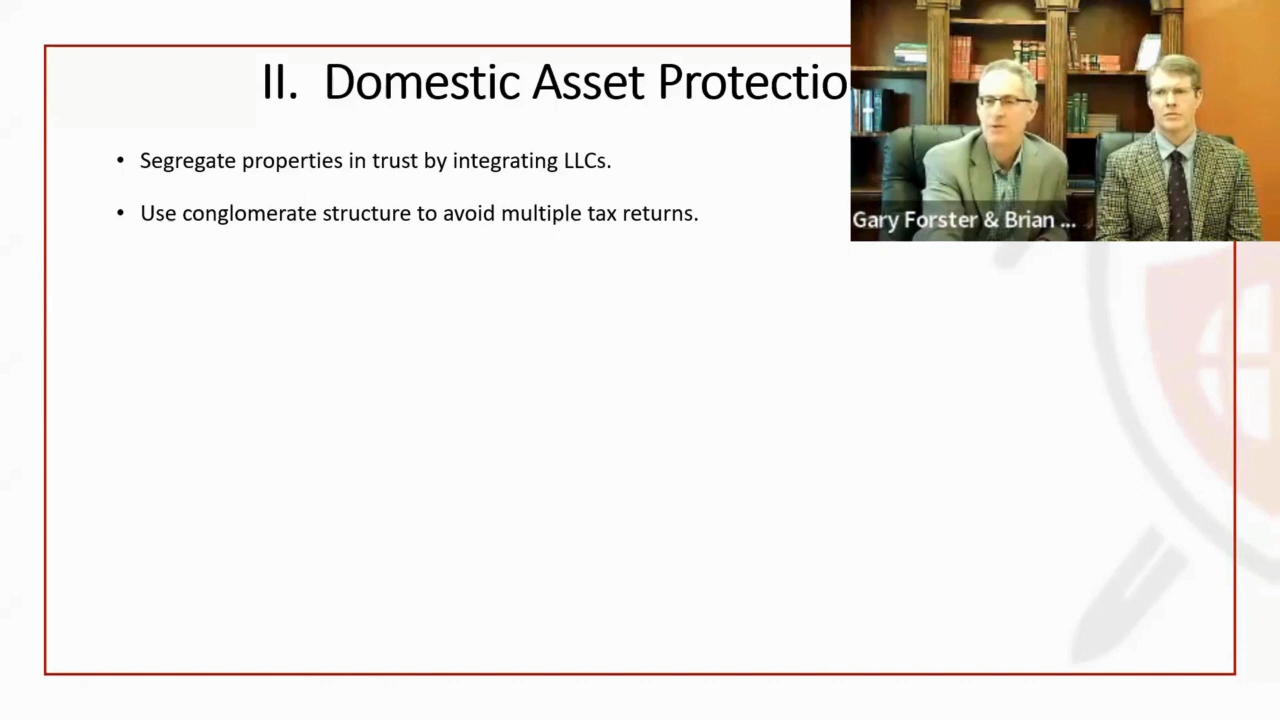 II. Domestic Asset Protectio
• Segregate properties in trust by integrating LLCs.
• Use conglomerate structure to avoid multiple tax returns.
Gary Forster & Brian ...